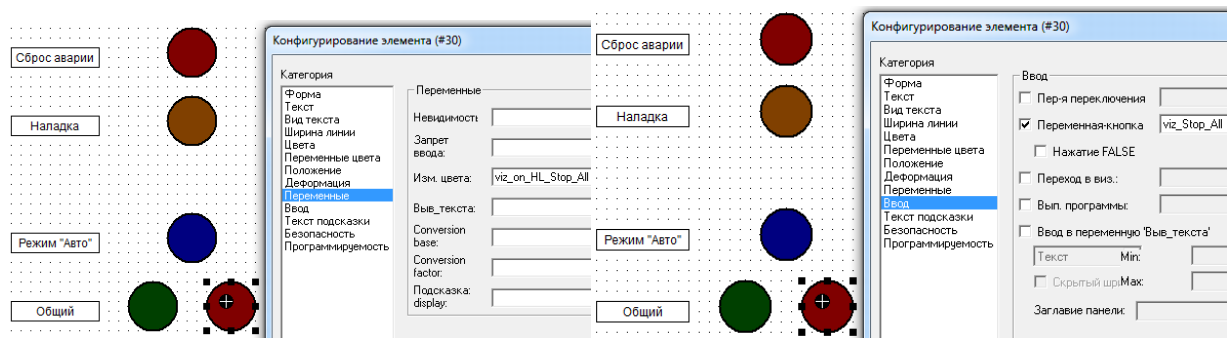 Конфигурирование элемента (#30)
Сброс аварии
Наладка
Режим "Авто"
Общий
Категория
Форма
Текст
Вид текста
Ширина линии
Цвета
Переменные цвета
Положение
Деформация
Переменные
Ввод
Текст подсказки
Безопасность
Программируемость
Переменные
Невидимость
Запрет
ввода:
Изм. цвета: viz_on_HL_Stop_All
Выв_текста:
Conversion
base:
Conversion
factor:
Подсказка:
display:
Конфигурирование элемента (#30)
Сброс аварии
Наладка
Режим "Авто"
Общий
Категория
Форма
Текст
Вид текста
Ширина линии
Цвета
Переменные цвета
Положение
Деформация
Переменные
Ввод
Текст подсказки
Безопасность
Программируемость
Ввод
Пер-я переключения
Переменная-кнопка viz_Stop_All
Нажатие FALSE
Переход в виз.:
Вып. программы:
Ввод в переменную 'Выв_текста'
Текст Min:
Скрытый шри Max:
Заглавие панели: